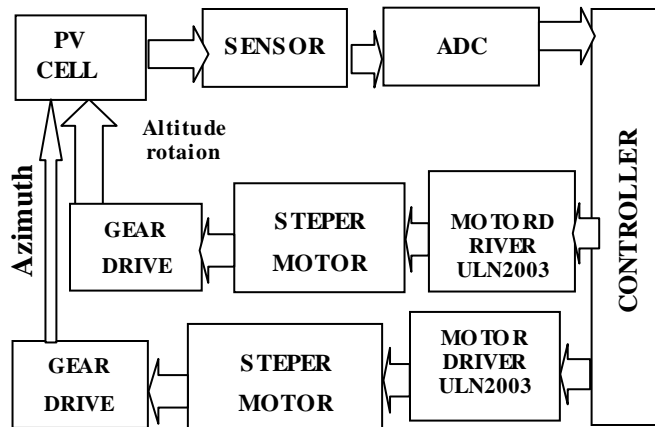 PV
CELL
SENSOR
ADC
Altitude
rotaion
Azimuth
CONTROLLER
GEAR
DRIVE
STEPER
MOTOR
MOTORD
RIVER
ULN2003
GEAR
DRIVE
STEPER
MOTOR
MOTOR
DRIVER
ULN2003